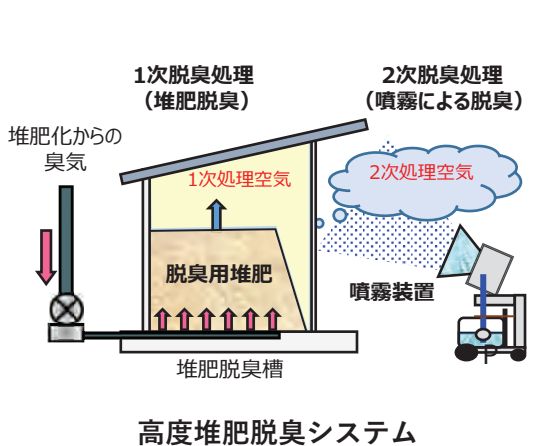 1次脱臭処理
（堆肥脱臭）
2次脱臭処理
（噴霧による脱臭）
堆肥化からの
臭気
1次処理空気
2次処理空気
脱臭用堆肥
噴霧装置
P
堆肥脱臭槽
高度堆肥脱臭システム